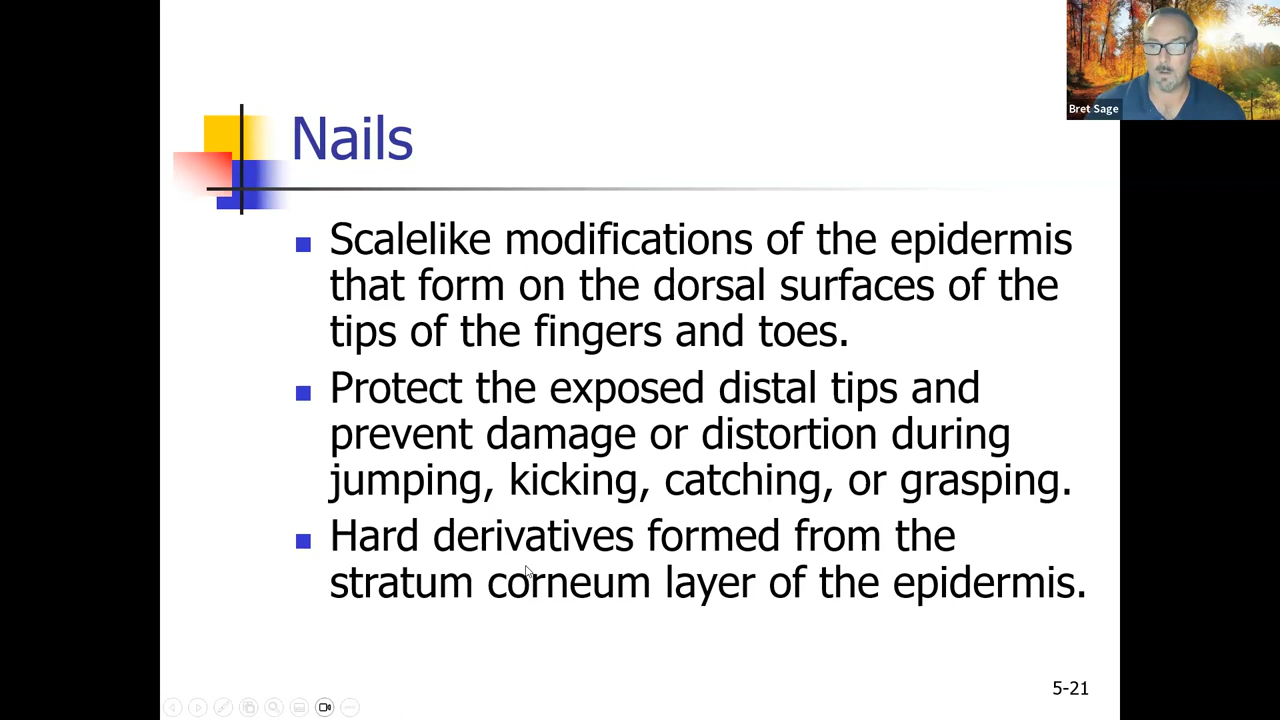 Bret Sage
Nails
Scalelike modifications of the epidermis
that form on the dorsal surfaces of the
tips of the fingers and toes.
Protect the exposed distal tips and
prevent damage or distortion during
jumping, kicking, catching, or grasping.
Hard derivatives formed from the
stratum corneum layer of the epidermis.
5-21